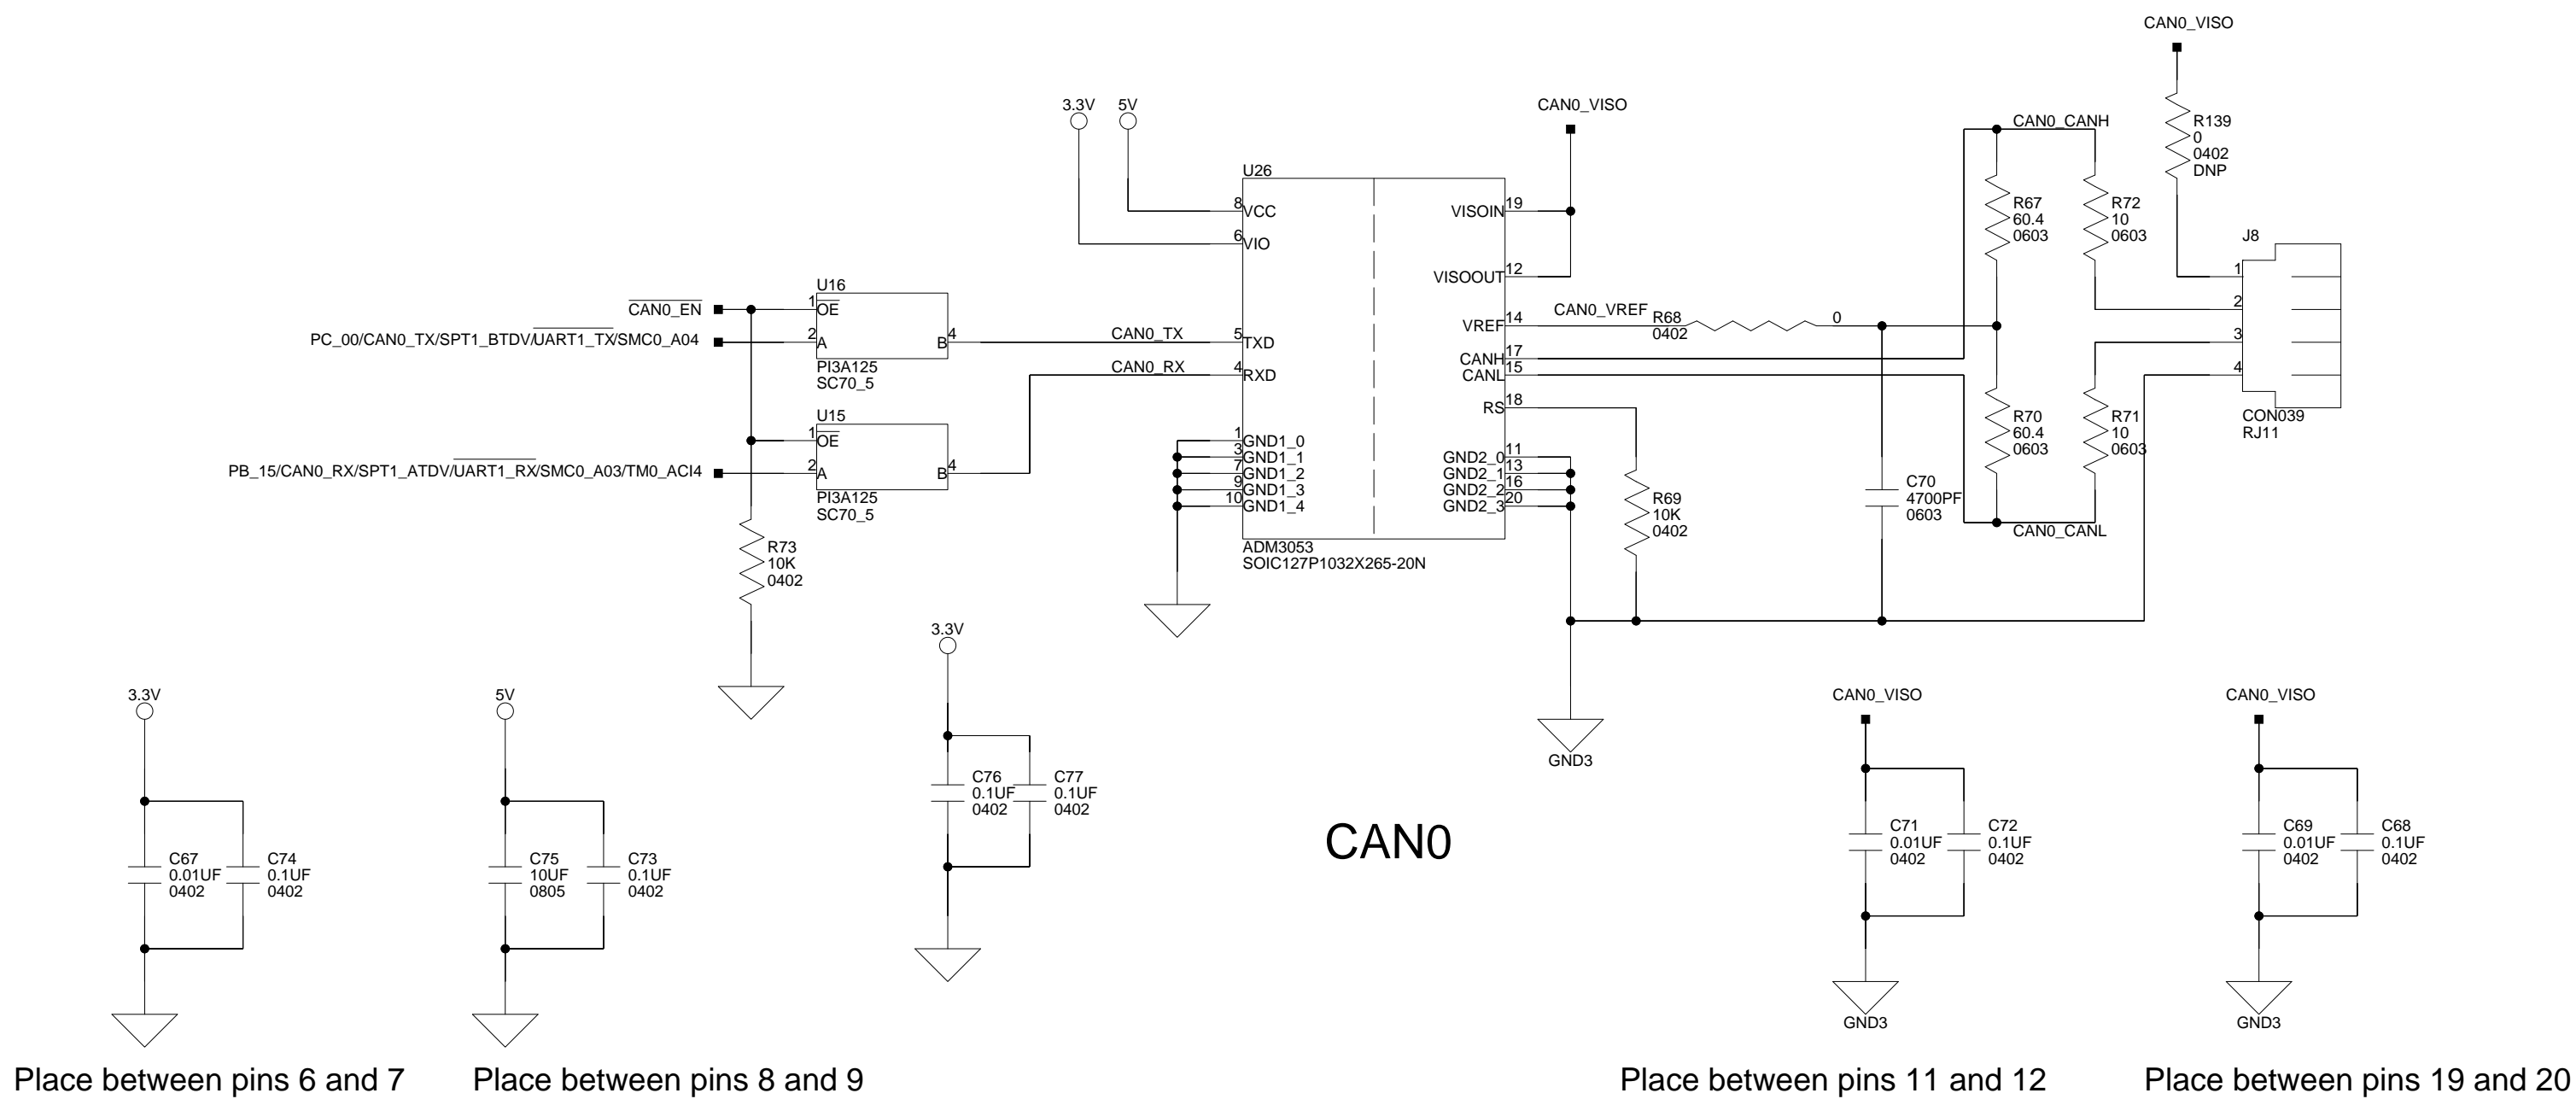 CAN0_VISO
3.3V
5V
CAN0_VISO
CAN0_CANH
R139
0
0402
DNP
U26
8
VCC
6
VIO
5
TXD
4
RXD
1
GND1_0
3
GND1_1
7
GND1_2
9
GND1_3
10
GND1_4
VISOIN
19
VISOOUT
12
VREF
14
CANH
17
CANL
15
RS
18
GND2_0
11
GND2_1
13
GND2_2
16
GND2_3
20
ADM3053
SOIC127P1032X265-20N
R67
60.4
0603
R72
10
0603
J8
1
2
3
4
CON039
RJ11
U16
CAN0_EN
1
OE
PC_00/CAN0_TX/SPT1_BTDV/UART1_TX/SMC0_A04
2
A
B
4
CAN0_TX
PI3A125
SC70_5
CAN0_RX
U15
1
OE
PB_15/CAN0_RX/SPT1_ATDV/UART1_RX/SMC0_A03/TM0_ACI4
2
A
B
4
PI3A125
SC70_5
CAN0_VREF
R68
0402
0
R70
60.4
0603
R71
10
0603
CAN0_CANL
C70
4700PF
0603
R69
10K
0402
R73
10K
0402
GND3
3.3V
C67
0.01UF
0402
C74
0.1UF
0402
5V
C75
10UF
0805
C73
0.1UF
0402
3.3V
C76
0.1UF
0402
C77
0.1UF
0402
CAN0
CAN0_VISO
C71
0.01UF
0402
C72
0.1UF
0402
GND3
CAN0_VISO
C69
0.01UF
0402
C68
0.1UF
0402
GND3
Place between pins 6 and 7
Place between pins 8 and 9
Place between pins 11 and 12
Place between pins 19 and 20